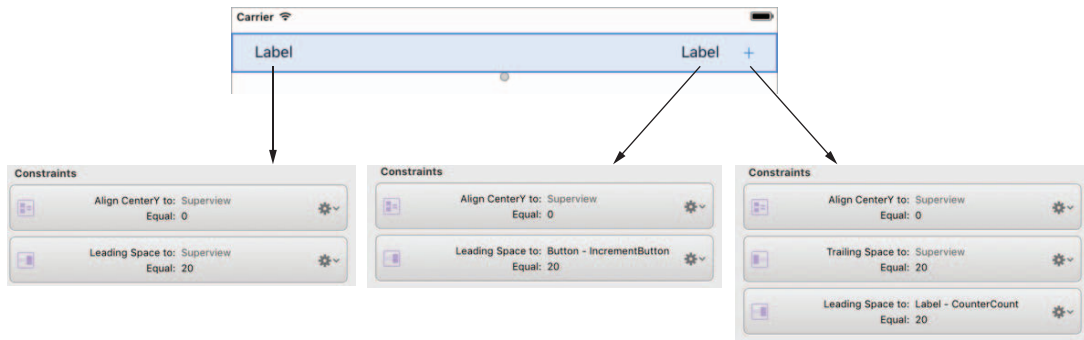 Carrier
Label
Label +
Constraints
Align CenterY to: Superview
Equal: 0
Leading Space to: Superview
Equal: 20
Constraints
Align CenterY to: Superview
Equal: 0
Leading Space to: Button - IncrementButton
Equal: 20
Constraints
Align CenterY to: Superview
Equal: 0
Trailing Space to: Superview
Equal: 20
Leading Space to: Label - CounterCount
Equal: 20